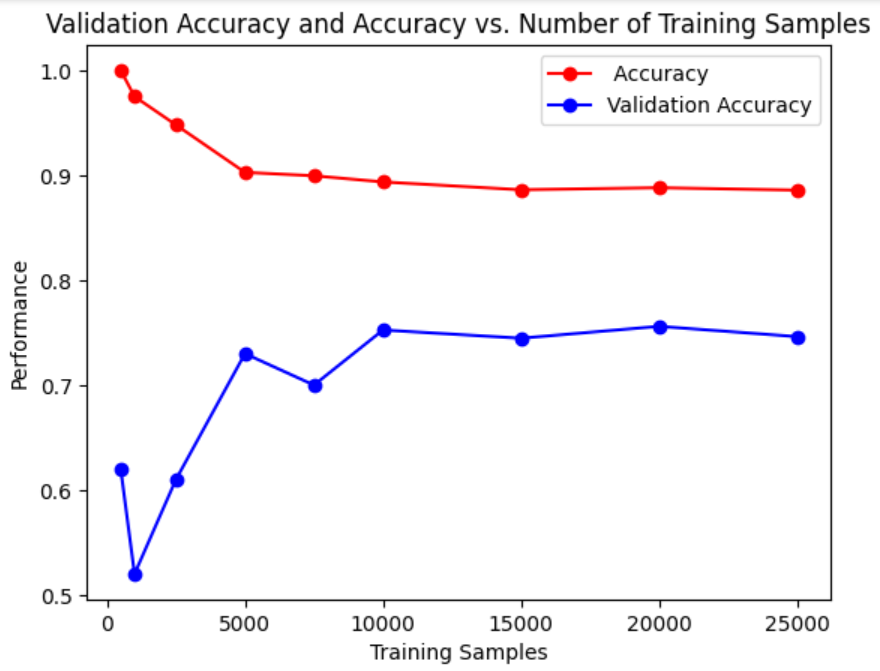 Validation Accuracy and Accuracy vs. Number of Training Samples
1.0
0.9
0.8
0.7
0.6
0.5
Performance
Accuracy
Validation Accuracy
0 5000 10000 15000 20000 25000
Training Samples